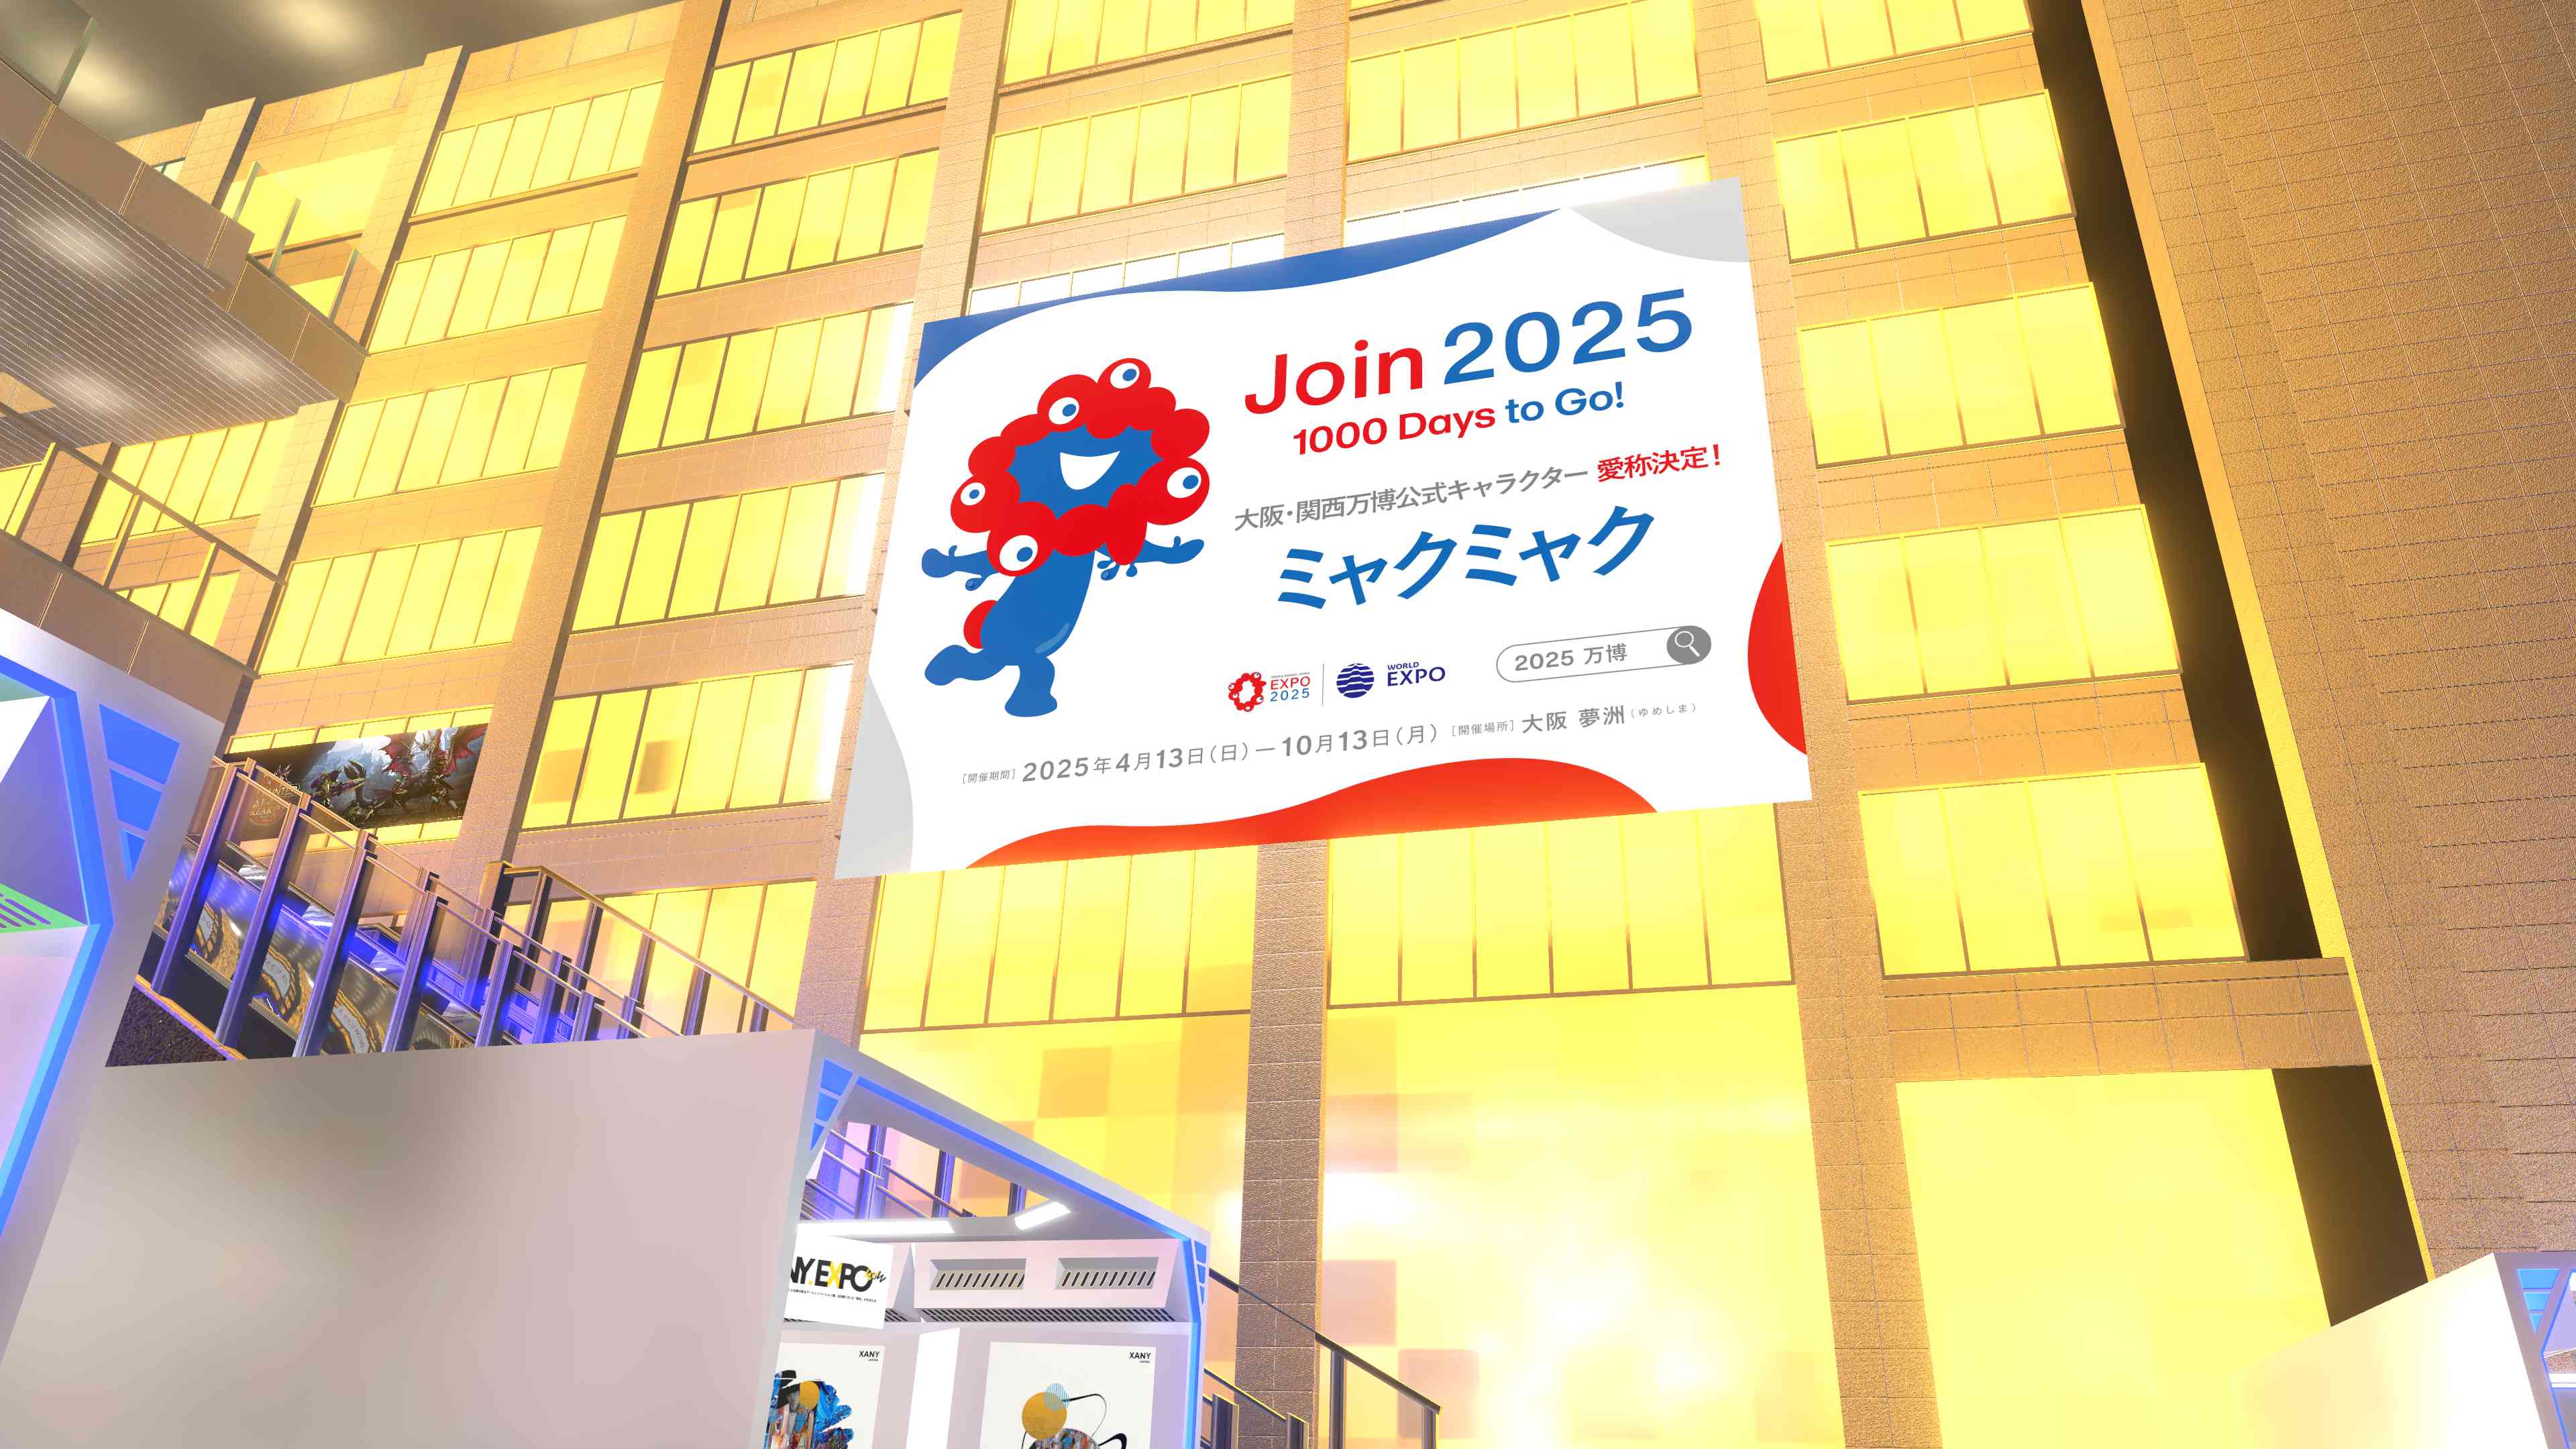 Join 2025
1000 Days to Go!
大阪・関西万博公式キャラクター 愛称決定！
ミャクミャク
EXPO
2025
WORLD
EXPO
2025 万博
[開催期間] 2025年4月13日（日）—10月13日（月） [開催場所] 大阪 夢洲（ゆめしま）
NY.EXPO
XANY
XANY